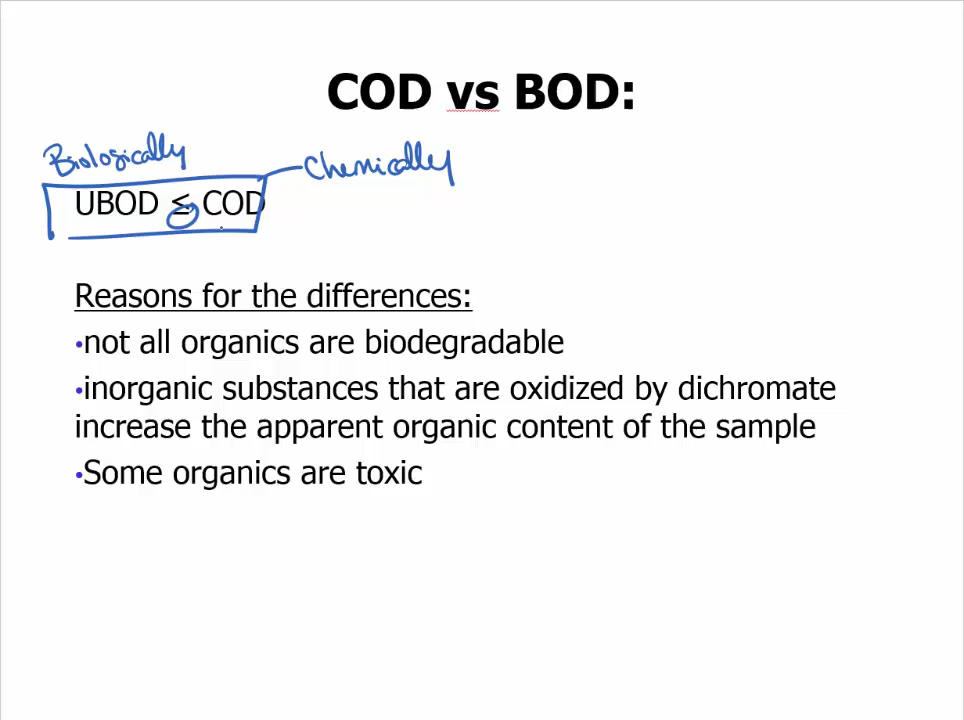 COD vs BOD:
Biologically
Chemically
UBOD ≤ COD
Reasons for the differences:
•not all organics are biodegradable
•inorganic substances that are oxidized by dichromate
increase the apparent organic content of the sample
•Some organics are toxic